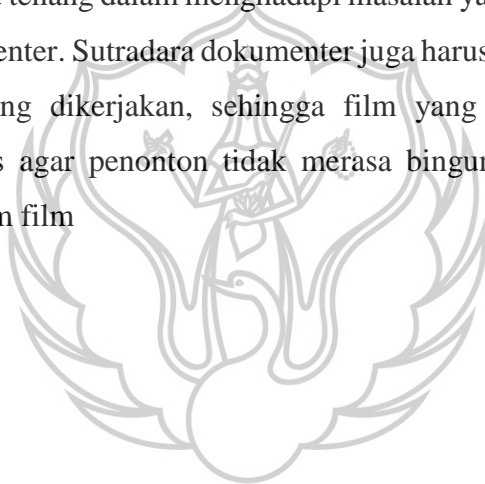 tenang dalam menghadapi masalah ya
enter. Sutradara dokumenter juga harus
ng dikerjakan, sehingga film yang
s agar penonton tidak merasa bingun
m film